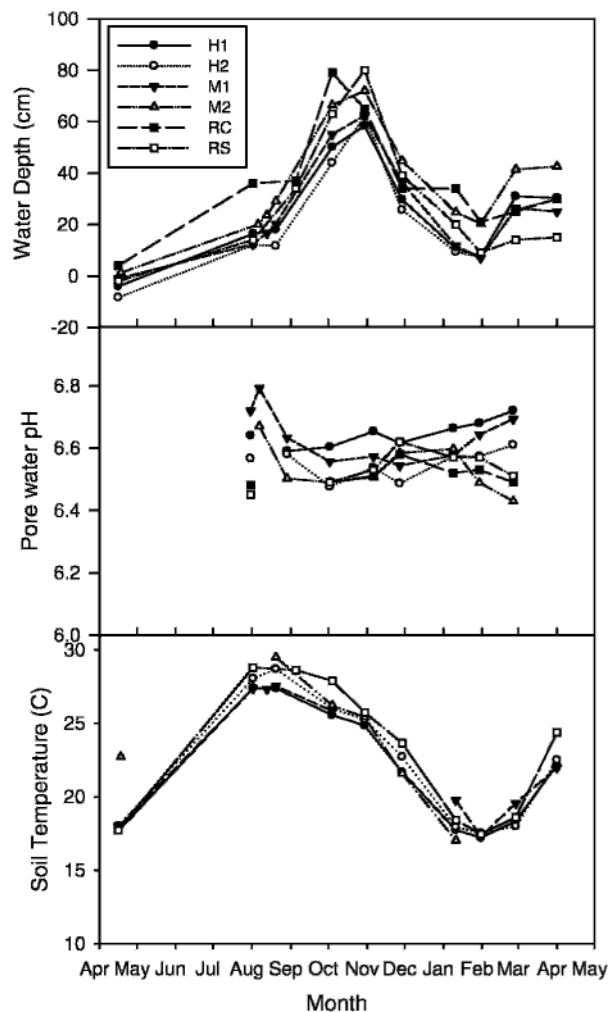 100
80
60
40
20
0
-20
Water Depth (cm)
H1
H2
M1
M2
RC
RS
6.8
6.6
6.4
6.2
6.0
Pore water pH
30
25
20
15
10
Soil Temperature (C)
Apr May Jun Jul Aug Sep Oct Nov Dec Jan Feb Mar Apr May
Month